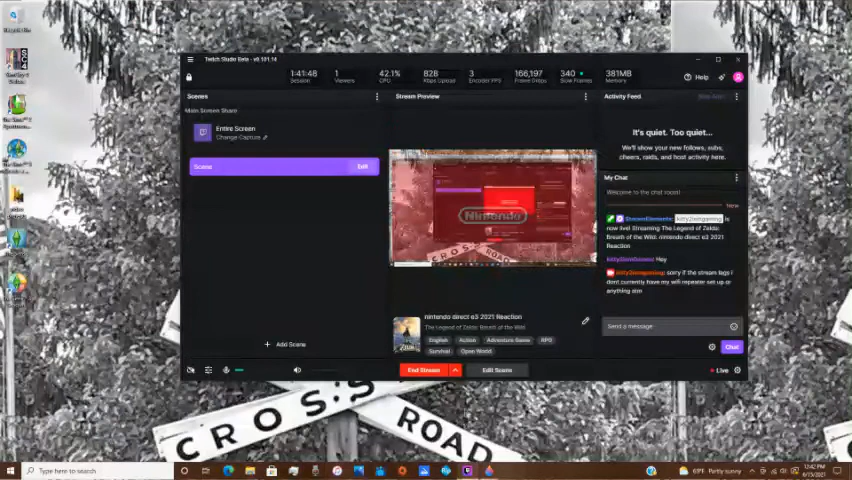 Twitch Studio Beta - v0.101.14
1:41:48
Session
1
Viewers
42.1%
CPU
828
Kbps Upload
3
Encoder FPS
166,197
Frame Drops
340
Slow Frames
381MB
Memory
Help
Scenes
Stream Preview
Activity Feed
Main Screen Share
Entire Screen
Change Capture
Scene
Edit
Nintendo
It's quiet. Too quiet...
We'll show your new follows, subs,
cheers, raids, and host activity here.
My Chat
Welcome to the chat room!
New
StreamElements:
is
now live! Streaming The Legend of Zelda:
Breath of the Wild: nintendo direct e3 2021
Reaction
Hey
sorry if the stream lags i
dont currently have my wifi repeater set up or
anything
nintendo direct e3 2021 Reaction
The Legend of Zelda: Breath of the Wild
English
Action
Adventure Game
RPG
Survival
Open World
Send a message
Chat
Add Scene
End Stream
Edit Scene
Live
CROSS
ROAD
Type here to search
69°F Partly sunny
12:42 PM
6/15/2021